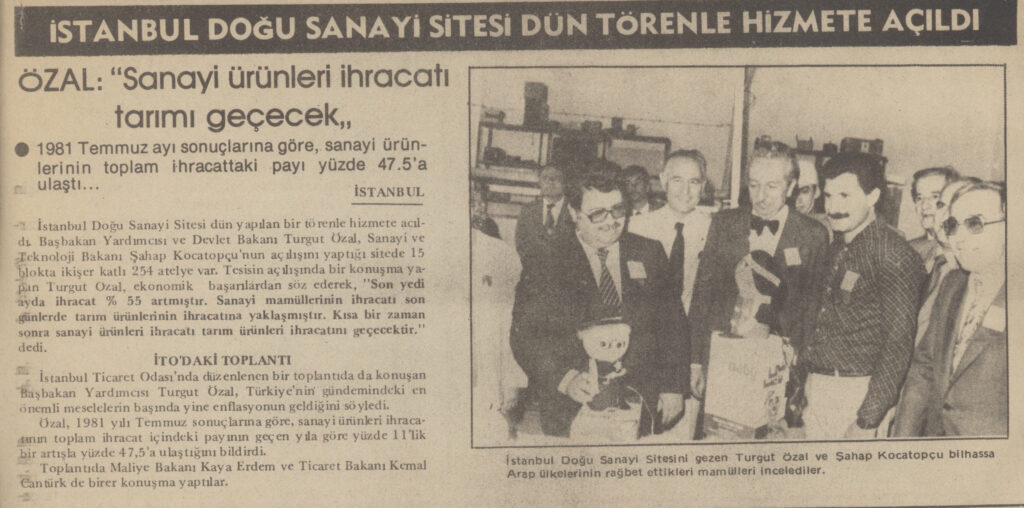 İSTANBUL DOĞU SANAYİ SİTESİ DÜN TÖRENLE HİZMETE AÇILDI
ÖZAL: “Sanayi ürünleri ihracatı
tarımı geçecek„
● 1981 Temmuz ayı sonuçlarına göre, sanayi ürün-
lerinin toplam ihracattaki payı yüzde 47.5'a
ulaştı...
İSTANBUL
İstanbul Doğu Sanayi Sitesi dün yapılan bir törenle hizmete açıl-
dı. Başbakan Yardımcısı ve Devlet Bakanı Turgut Özal, Sanayi ve
Teknoloji Bakanı Şahap Kocatopçu'nun açılışını yaptığı sitede 15
blokta ikişer katlı 254 atelye var. Tesisin açılışında bir konuşma ya-
pan Turgut Özal, ekonomik başarılardan söz ederek, "Son yedi
ayda ihracat % 55 artmıştır. Sanayi mamüllerinin ihracatı son
günlerde tarım ürünlerinin ihracatına yaklaşmıştır. Kısa bir zaman
sonra sanayi ürünleri ihracatı tarım ürünleri ihracatını geçecektir."
dedi.
İTO'DAKİ TOPLANTI
İstanbul Ticaret Odası'nda düzenlenen bir toplantıda da konuşan
Başbakan Yardımcısı Turgut Özal, Türkiye'nin gündemindeki en
önemli meselelerin başında yine enflasyonun geldiğini söyledi.
Özal, 1981 yılı Temmuz sonuçlarına göre, sanayi ürünleri ihraca-
tının toplam ihracat içindeki payının geçen yıla göre yüzde 11'lik
bir artışla yüzde 47,5'a ulaştığını bildirdi.
Toplantıda Maliye Bakanı Kaya Erdem ve Ticaret Bakanı Kemal
Cantürk de birer konuşma yaptılar.
İstanbul Doğu Sanayi Sitesini gezen Turgut Özal ve Şahap Kocatopçu bilhassa
Arap ülkelerinin rağbet ettikleri mamülleri incelediler.